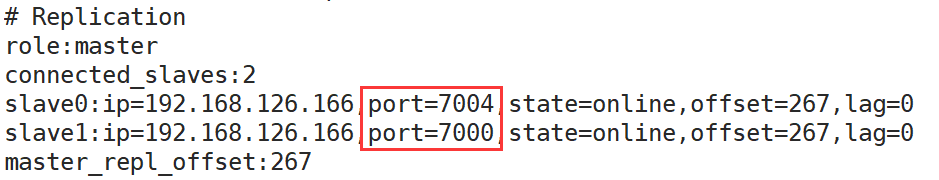 # Replication
role:master
connected_slaves:2
slave0:ip=192.168.126.166,port=7004,state=online,offset=267,lag=0
slave1:ip=192.168.126.166,port=7000,state=online,offset=267,lag=0
master_repl_offset:267